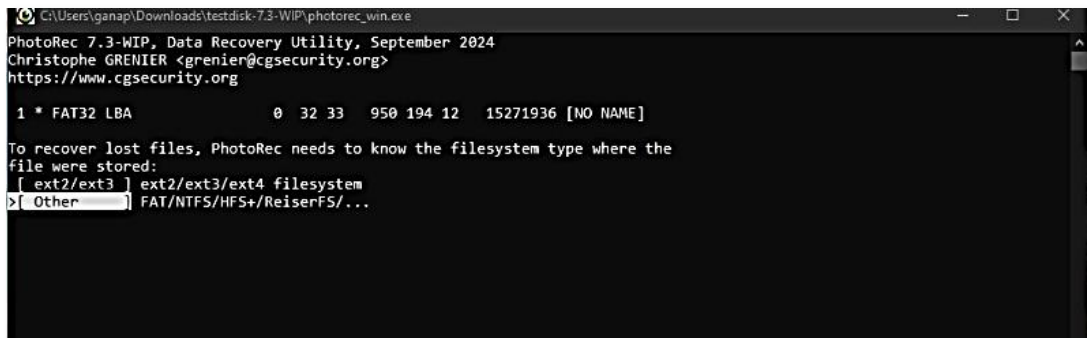 C:\Users\ganap\Downloads\testdisk-7.3-WIP\photorec_win.exe
PhotoRec 7.3-WIP, Data Recovery Utility, September 2024
Christophe GRENIER <grenier@cgsecurity.org>
https://www.cgsecurity.org
1 * FAT32 LBA 0 32 33 950 194 12 15271936 [NO NAME]
To recover lost files, PhotoRec needs to know the filesystem type where the
file were stored:
[ ext2/ext3 ] ext2/ext3/ext4 filesystem
>[ Other ] FAT/NTFS/HFS+/ReiserFS/...